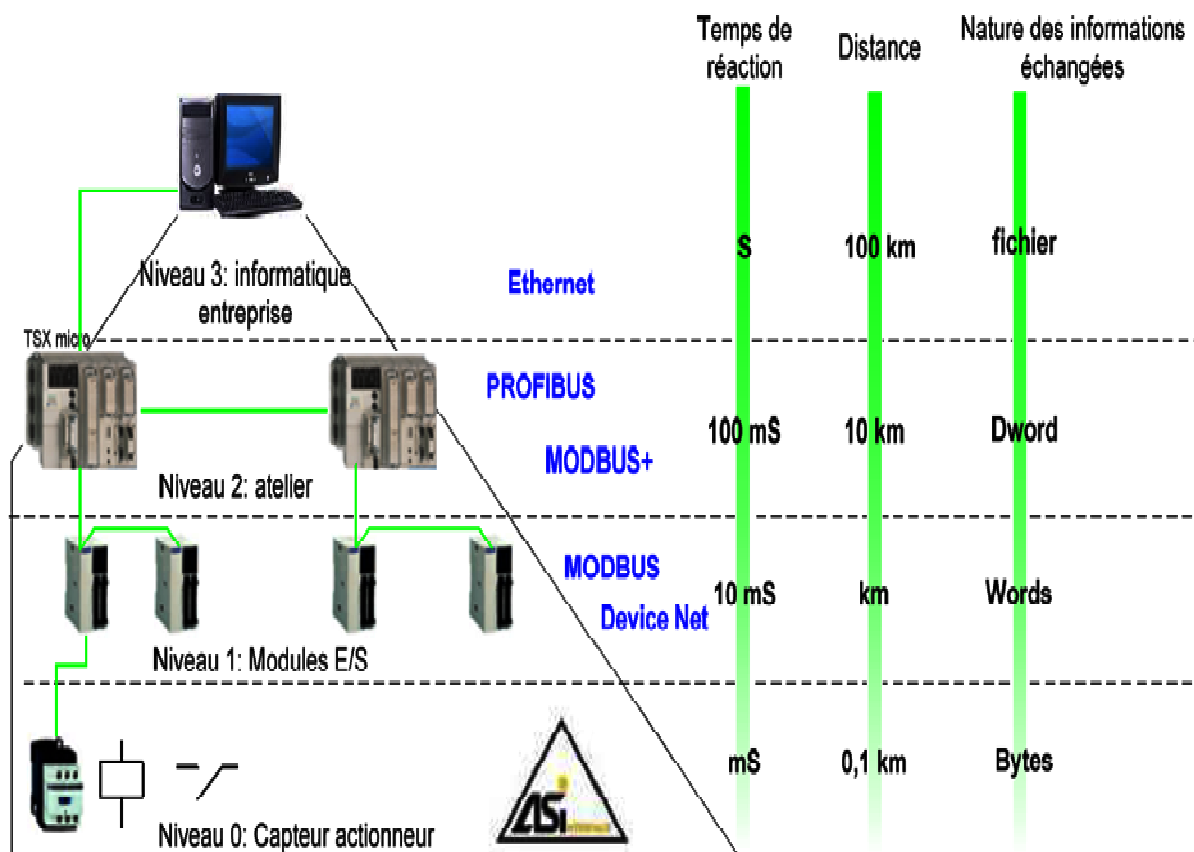 Temps de
réaction
Distance
Nature des informations
échangées
Niveau 3: informatique
entreprise
Ethernet
S
100 km
fichier
TSX micro
PROFIBUS
MODBUS+
100 mS
10 km
Dword
Niveau 2: atelier
MODBUS
Device Net
10 mS
km
Words
Niveau 1: Modules E/S
ASi
mS
0,1 km
Bytes
Niveau 0: Capteur actionneur